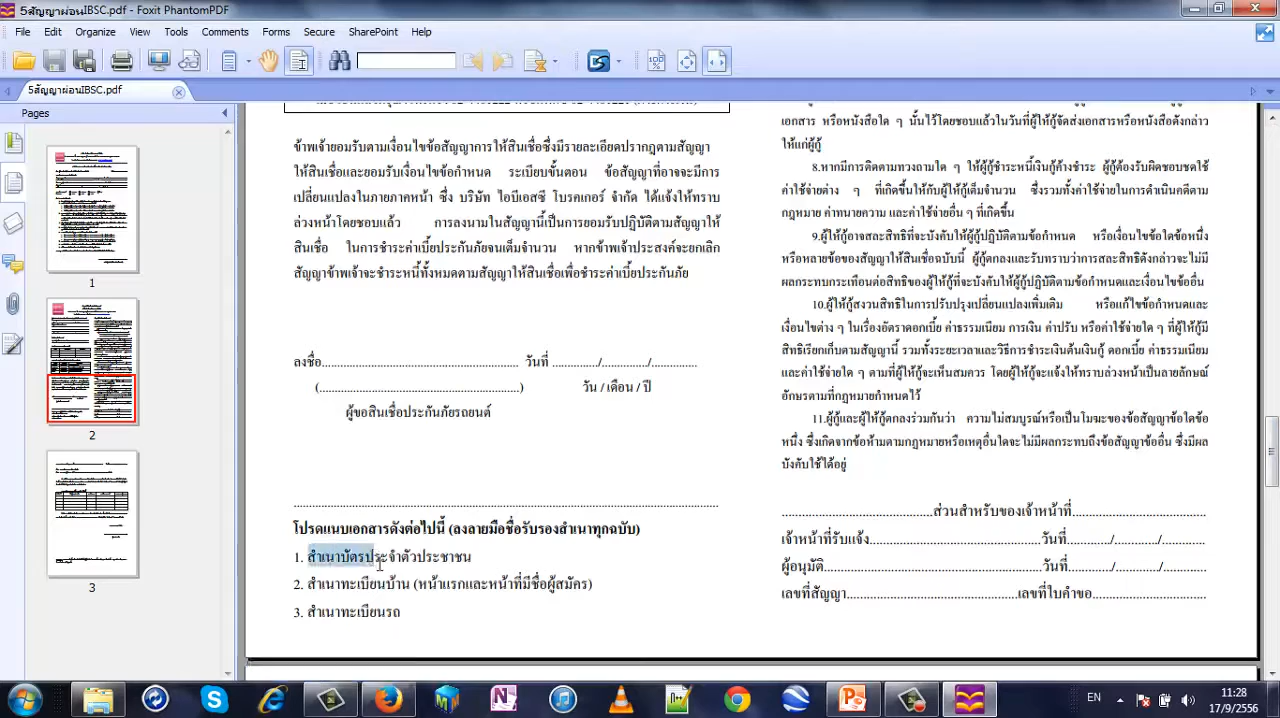 5สัญญาผ่อนIBSC.pdf - Foxit PhantomPDF
File Edit Organize View Tools Comments Forms Secure SharePoint Help
5สัญญาผ่อนIBSC.pdf
Pages
1
2
3
ข้าพเจ้ายอมรับตามเงื่อนไขข้อสัญญาการให้สินเชื่อซึ่งมีรายละเอียดปรากฏตามสัญญา
ให้สินเชื่อและยอมรับเงื่อนไขข้อกำหนด ระเบียบขั้นตอน ข้อสัญญาที่อาจจะมีการ
เปลี่ยนแปลงในภายภาคหน้า ซึ่ง บริษัท ไอบีเอสซี โบรคเกอร์ จำกัด ได้แจ้งให้ทราบ
ล่วงหน้าโดยชอบแล้ว การลงนามในสัญญานี้เป็นการยอมรับปฏิบัติตามสัญญาให้
สินเชื่อ ในการชำระค่าเบี้ยประกันภัยจนเต็มจำนวน หากข้าพเจ้าประสงค์จะยกเลิก
สัญญาข้าพเจ้าจะชำระหนี้ทั้งหมดตามสัญญาให้สินเชื่อเพื่อชำระค่าเบี้ยประกันภัย
ลงชื่อ.................................................... วันที่ ............/............/............
(....................................................) วัน / เดือน / ปี
ผู้ขอสินเชื่อประกันภัยรถยนต์
โปรดแนบเอกสารดังต่อไปนี้ (ลงลายมือชื่อรับรองสำเนาทุกฉบับ)
1. สำเนาบัตรประจำตัวประชาชน
2. สำเนาทะเบียนบ้าน (หน้าแรกและหน้าที่มีชื่อผู้สมัคร)
3. สำเนาทะเบียนรถ
เอกสาร หรือหนังสือใด ๆ นั้นไว้โดยชอบแล้วในวันที่ผู้ให้กู้จัดส่งเอกสารหรือหนังสือดังกล่าว
ให้แก่ผู้กู้
8.หากมีการติดตามทวงถามใด ๆ ให้ผู้กู้ชำระหนี้เงินกู้ค้างชำระ ผู้กู้ต้องรับผิดชอบชดใช้
ค่าใช้จ่ายต่าง ๆ ที่เกิดขึ้นให้กับผู้ให้กู้เต็มจำนวน ซึ่งรวมทั้งค่าใช้จ่ายในการดำเนินคดีตาม
กฎหมาย ค่าทนายความ และค่าใช้จ่ายอื่น ๆ ที่เกิดขึ้น
9.ผู้ให้กู้อาจสละสิทธิที่จะบังคับให้ผู้กู้ปฏิบัติตามข้อกำหนด หรือเงื่อนไขข้อใดข้อหนึ่ง
หรือหลายข้อของสัญญาให้สินเชื่อฉบับนี้ ผู้กู้ตกลงและรับทราบว่าการสละสิทธิดังกล่าวจะไม่มี
ผลกระทบกระเทือนต่อสิทธิของผู้ให้กู้ที่จะบังคับให้ผู้กู้ปฏิบัติตามข้อกำหนดและเงื่อนไขข้ออื่น
10.ผู้ให้กู้สงวนสิทธิในการปรับปรุงเปลี่ยนแปลงเพิ่มเติม หรือแก้ไขข้อกำหนดและ
เงื่อนไขต่าง ๆ ในเรื่องอัตราดอกเบี้ย ค่าธรรมเนียม การเงิน ค่าปรับ หรือค่าใช้จ่ายใด ๆ ที่ผู้ให้กู้มี
สิทธิเรียกเก็บตามสัญญานี้ รวมทั้งระยะเวลาและวิธีการชำระเงินต้นเงินกู้ ดอกเบี้ย ค่าธรรมเนียม
และค่าใช้จ่ายใด ๆ ตามที่ผู้ให้กู้จะเห็นสมควร โดยผู้ให้กู้จะแจ้งให้ทราบล่วงหน้าเป็นลายลักษณ์
อักษรตามที่กฎหมายกำหนดไว้
11.ผู้กู้และผู้ให้กู้ตกลงร่วมกันว่า ความไม่สมบูรณ์หรือเป็นโมฆะของข้อสัญญาข้อใดข้อ
หนึ่ง ซึ่งเกิดจากข้อห้ามตามกฎหมายหรือเหตุอื่นใดจะไม่มีผลกระทบถึงข้อสัญญาข้ออื่น ซึ่งมีผล
บังคับใช้ได้อยู่
........................................ส่วนสำหรับของเจ้าหน้าที่....................................
เจ้าหน้าที่รับแจ้ง.............................................วันที่............/............/............
ผู้อนุมัติ.........................................................วันที่............/............/............
เลขที่สัญญา.............................................เลขที่ใบคำขอ..............................
EN
11:28
17/9/2556